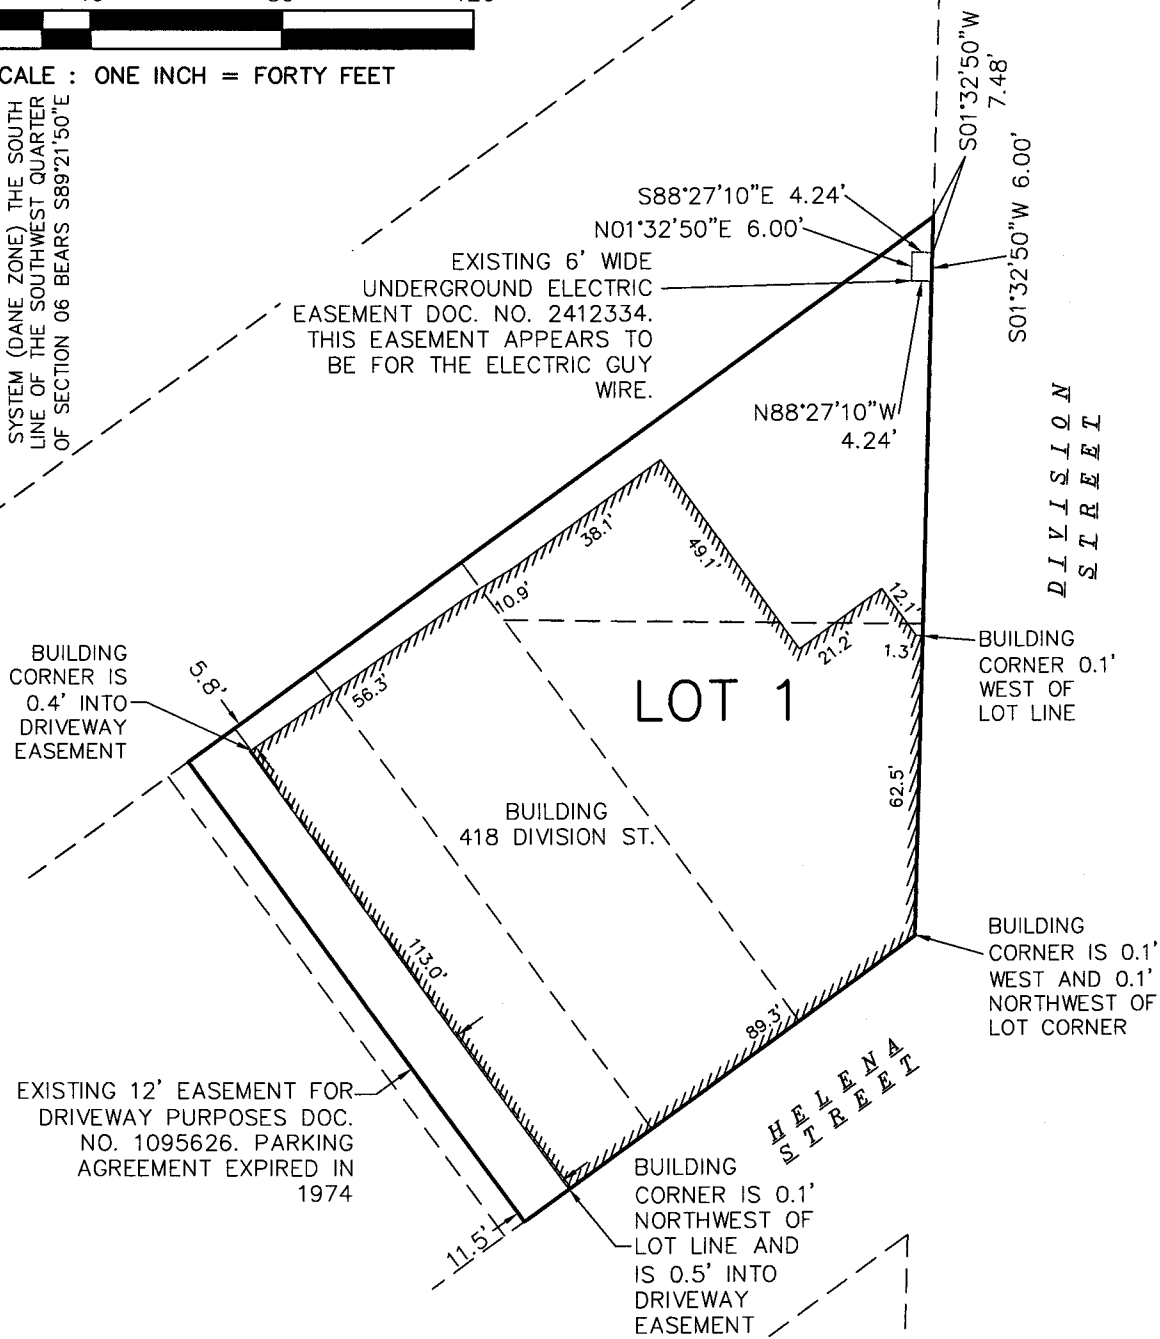 CALE : ONE INCH = FORTY FEET
SYSTEM (DANE ZONE) THE SOUTH
LINE OF THE SOUTHWEST QUARTER
OF SECTION 06 BEARS S89°21'50"E
S01°32'50"W
7.48'
S88°27'10"E 4.24'
N01°32'50"E 6.00'
S01°32'50"W 6.00'
EXISTING 6' WIDE
UNDERGROUND ELECTRIC
EASEMENT DOC. NO. 2412334.
THIS EASEMENT APPEARS TO
BE FOR THE ELECTRIC GUY
WIRE.
N88°27'10"W
4.24'
DIVISION
STREET
38.1'
49.1'
10.9'
12.1'
21.2'
1.3'
BUILDING
CORNER 0.1'
WEST OF
LOT LINE
BUILDING
CORNER IS
0.4' INTO
DRIVEWAY
EASEMENT
5.8'
56.3'
LOT 1
62.5'
BUILDING
418 DIVISION ST.
113.0'
89.3'
BUILDING
CORNER IS 0.1'
WEST AND 0.1'
NORTHWEST OF
LOT CORNER
HELENA
STREET
EXISTING 12' EASEMENT FOR
DRIVEWAY PURPOSES DOC.
NO. 1095626. PARKING
AGREEMENT EXPIRED IN
1974
11.5'
BUILDING
CORNER IS 0.1'
NORTHWEST OF
LOT LINE AND
IS 0.5' INTO
DRIVEWAY
EASEMENT